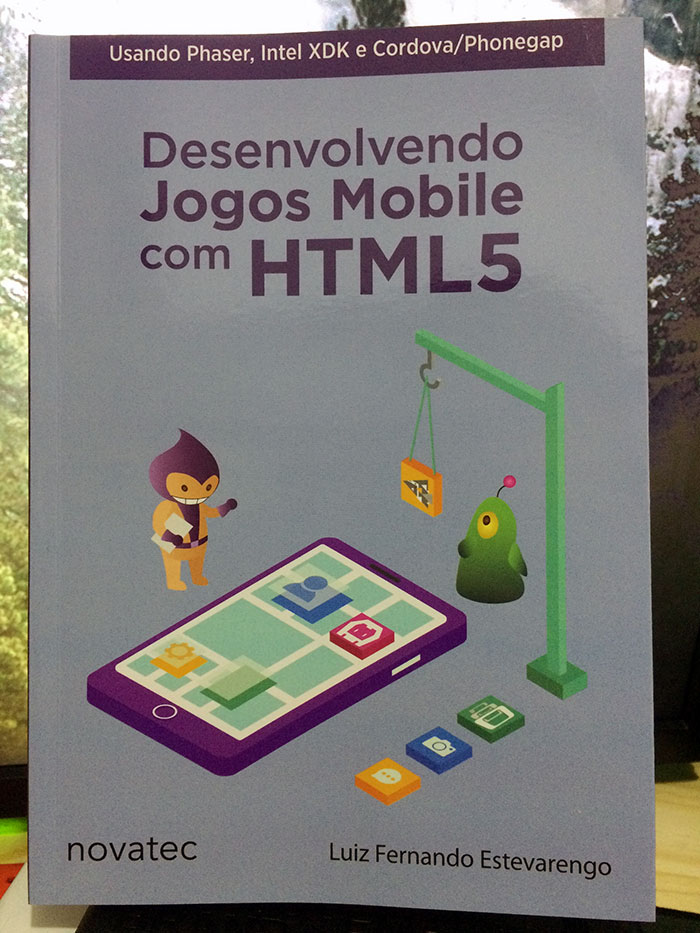 Usando Phaser, Intel XDK e Cordova/Phonegap
Desenvolvendo
Jogos Mobile
com HTML5
novatec
Luiz Fernando Estevarengo